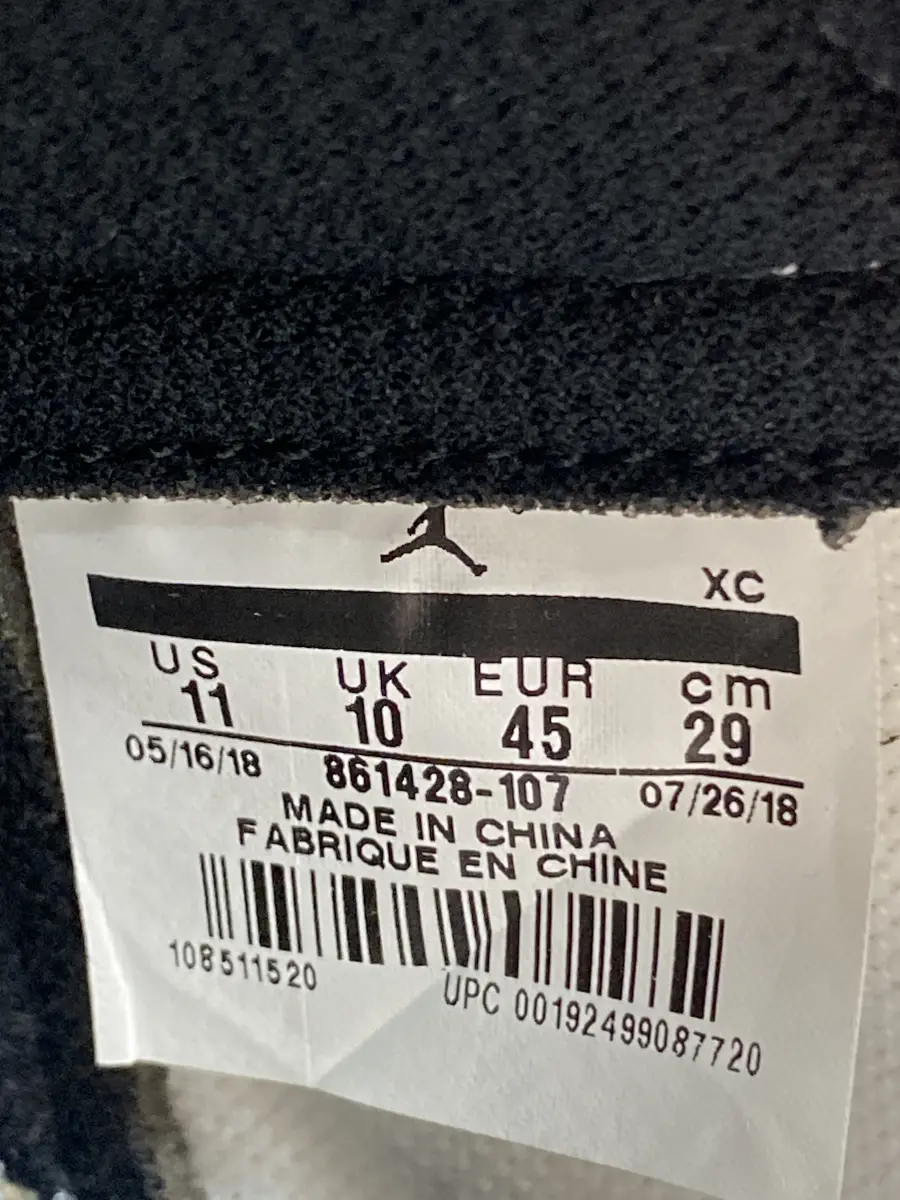 XC
US UK EUR cm
11 10 45 29
05/16/18 861428-107 07/26/18
MADE IN CHINA
FABRIQUE EN CHINE
108511520 UPC 00192499087720